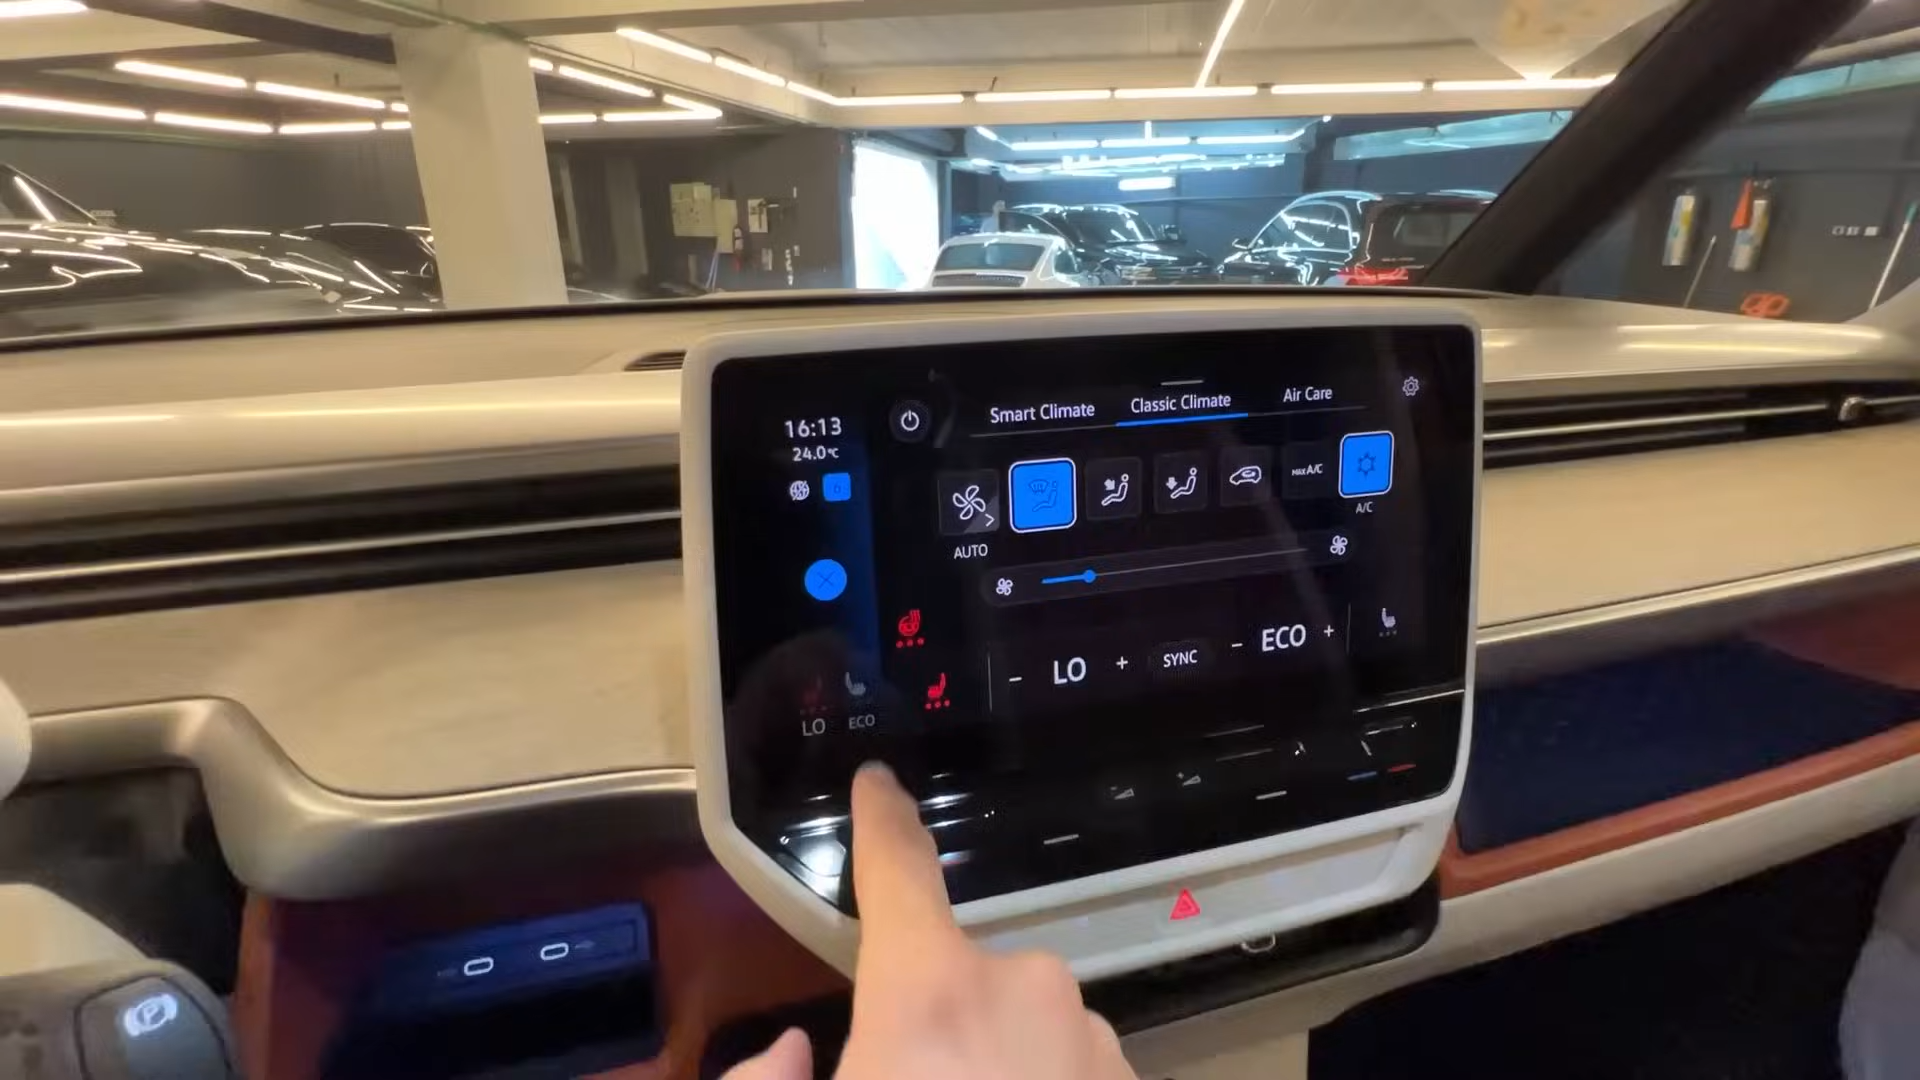 16:13
24.0°C
Smart Climate
Classic Climate
Air Care
MAX A/C
A/C
AUTO
- LO +
SYNC
- ECO +
LO
ECO
P